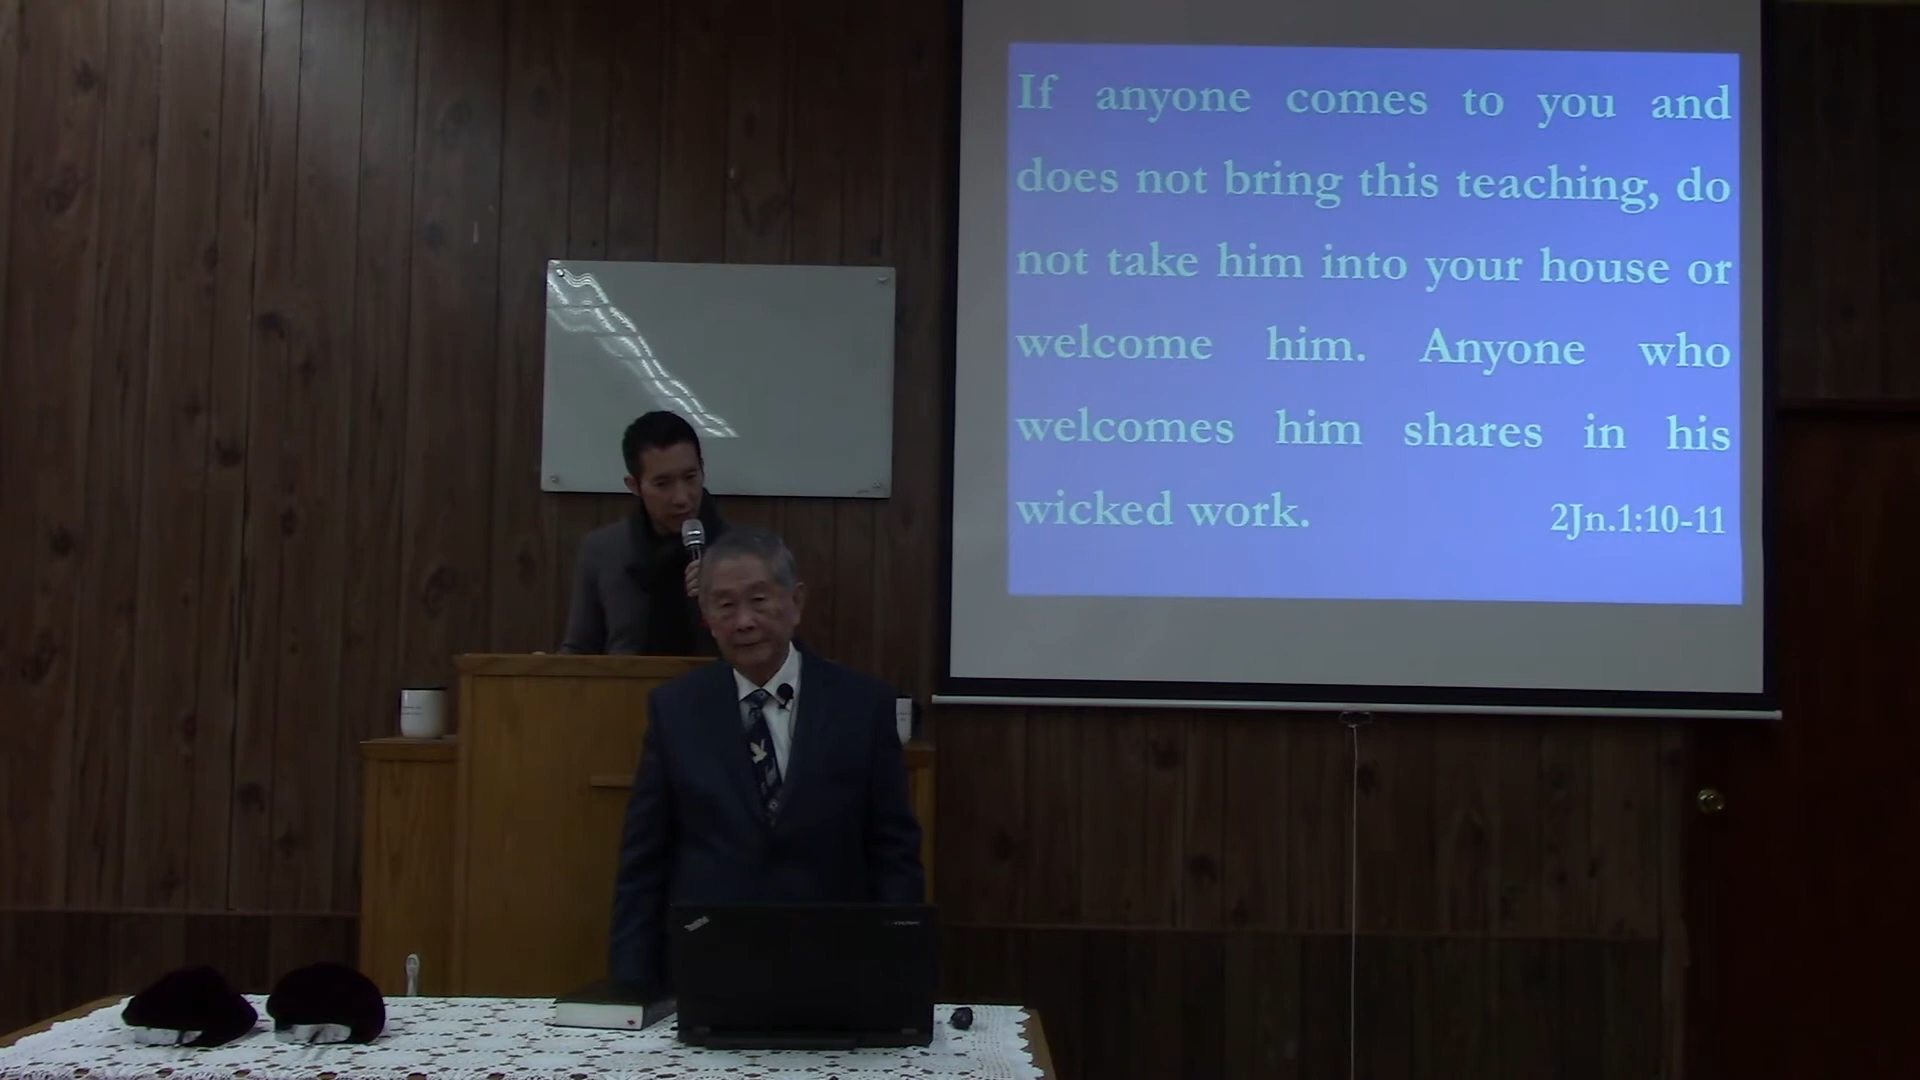 If anyone comes to you and
does not bring this teaching, do
not take him into your house or
welcome him. Anyone who
welcomes him shares in his
wicked work. 2Jn.1:10-11
ThinkPad